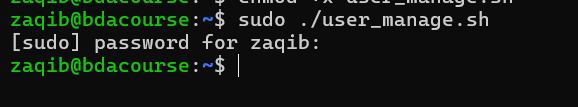 zaqib@bdacourse:~$ sudo ./user_manage.sh
[sudo] password for zaqib:
zaqib@bdacourse:~$